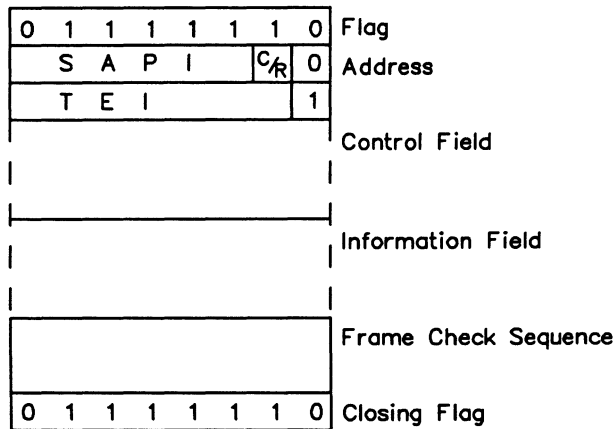 0 1 1 1 1 1 1 0 Flag
S A P I C/R 0 Address
T E I 1
Control Field
Information Field
Frame Check Sequence
0 1 1 1 1 1 1 0 Closing Flag